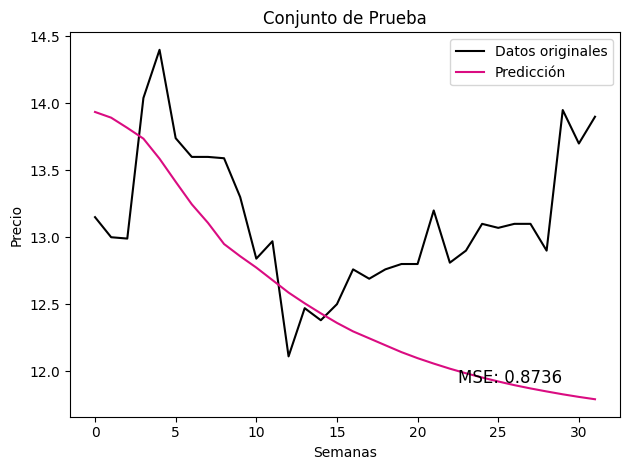 Conjunto de Prueba
Datos originales
Predicción
Precio
14.5
14.0
13.5
13.0
12.5
12.0
MSE: 0.8736
0 5 10 15 20 25 30
Semanas